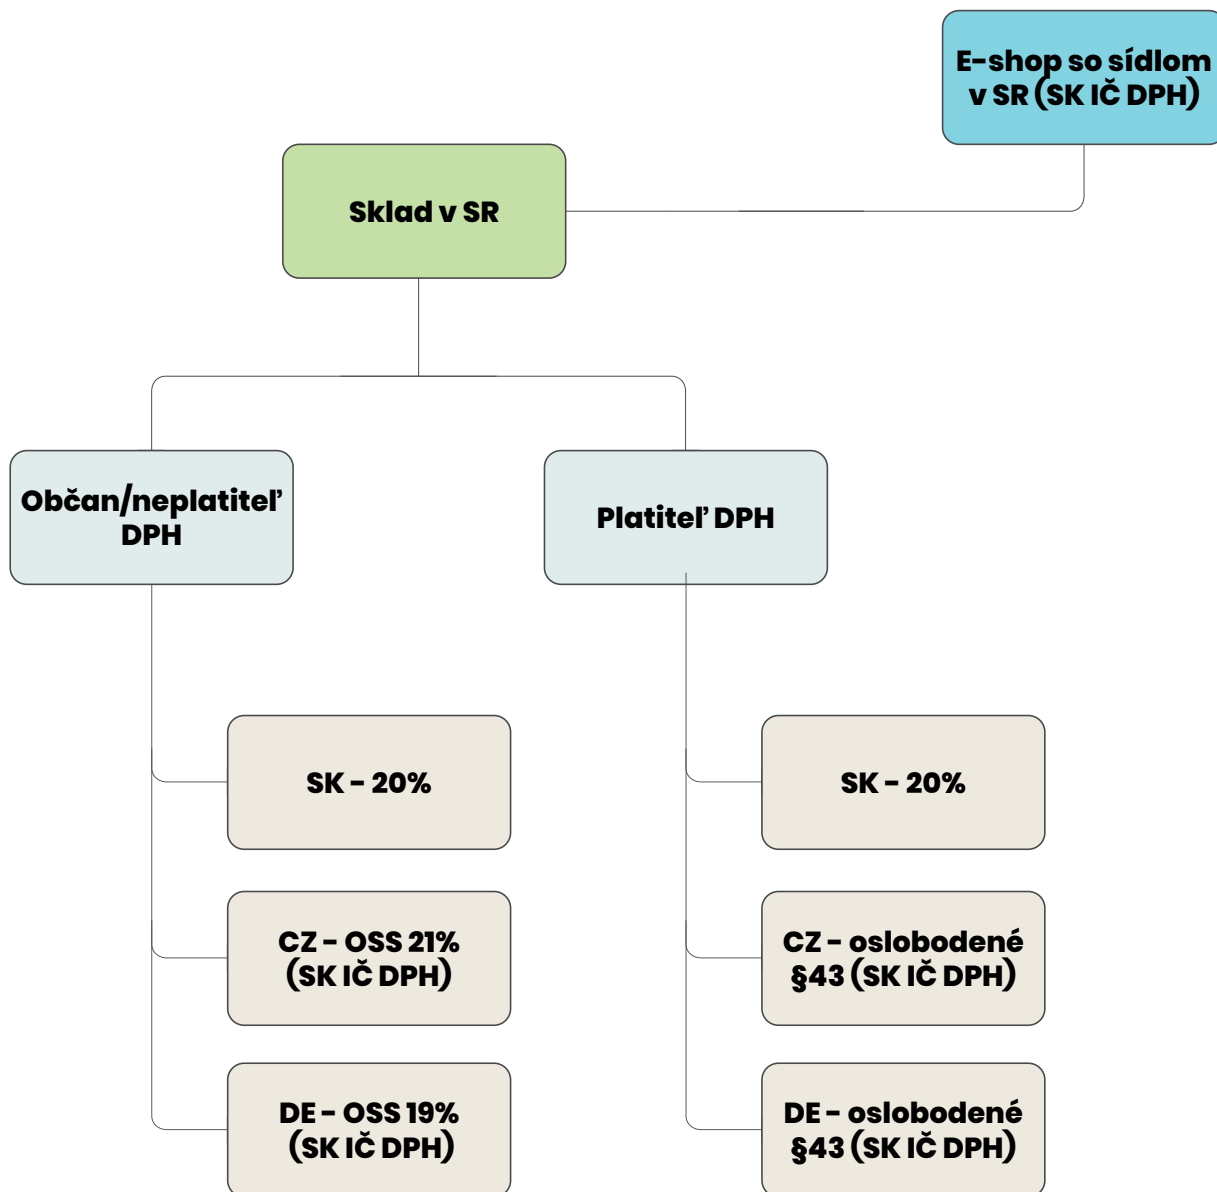 E-shop so sídlom
v SR (SK IČ DPH)
Sklad v SR
Občan/neplatiteľ
DPH
Platiteľ DPH
SK - 20%
SK - 20%
CZ - OSS 21%
(SK IČ DPH)
CZ - oslobodené
§43 (SK IČ DPH)
DE - OSS 19%
(SK IČ DPH)
DE - oslobodené
§43 (SK IČ DPH)